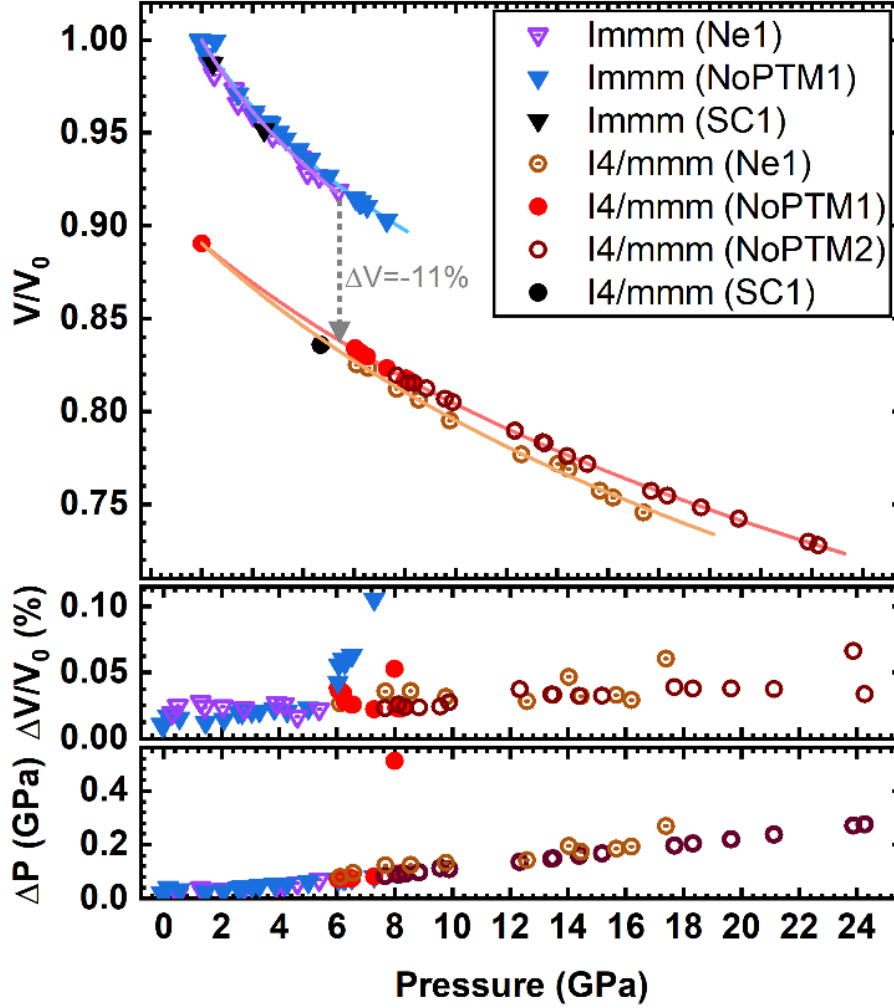 1.00
0.95
0.90
0.85
0.80
0.75
V/V₀
Immm (Ne1)
Immm (NoPTM1)
Immm (SC1)
I4/mmm (Ne1)
I4/mmm (NoPTM1)
I4/mmm (NoPTM2)
I4/mmm (SC1)
ΔV=-11%
0.10
0.05
0.00
ΔV/V₀ (%)
0.4
0.2
0.0
ΔP (GPa)
0 2 4 6 8 10 12 14 16 18 20 22 24
Pressure (GPa)